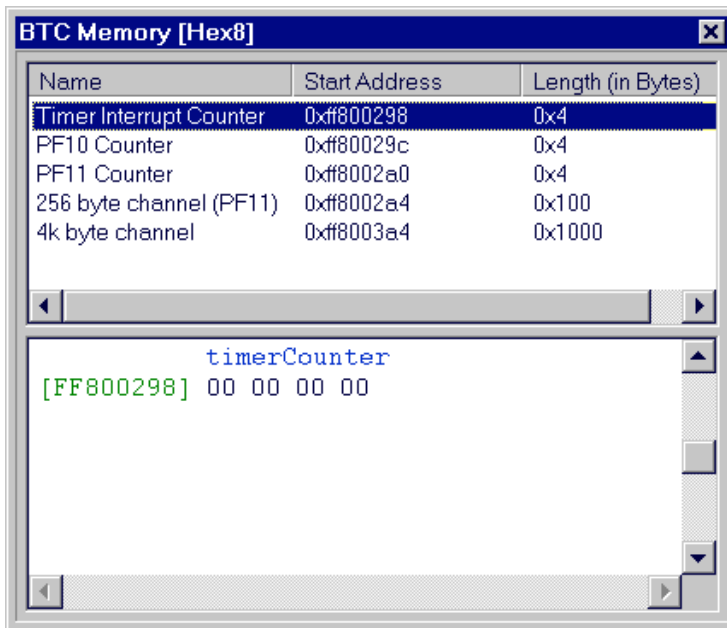 BTC Memory [Hex8]
Name Start Address Length (in Bytes)
Timer Interrupt Counter 0xff800298 0x4
PF10 Counter 0xff80029c 0x4
PF11 Counter 0xff8002a0 0x4
256 byte channel (PF11) 0xff8002a4 0x100
4k byte channel 0xff8003a4 0x1000
timerCounter
[FF800298] 00 00 00 00